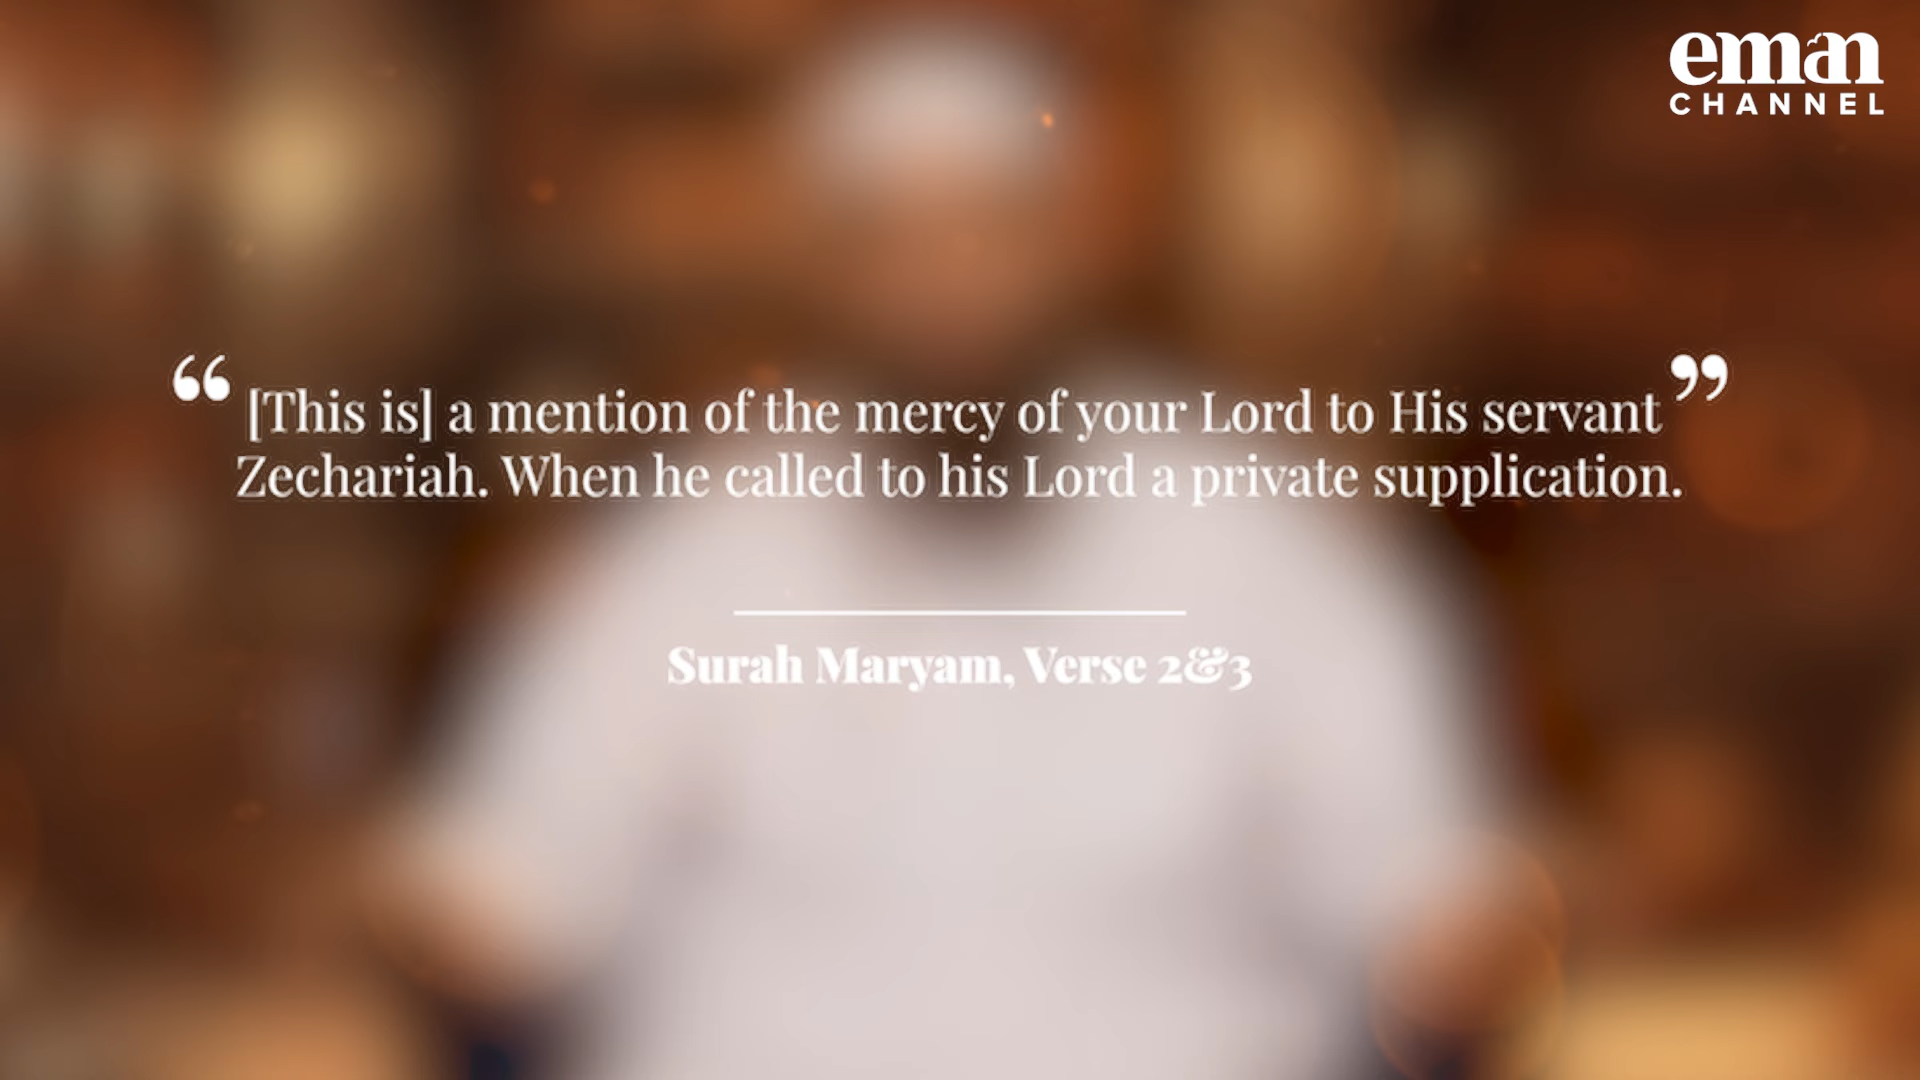 eman
CHANNEL
“ [This is] a mention of the mercy of your Lord to His servant ”
Zechariah. When he called to his Lord a private supplication.
Surah Maryam, Verse 2&3